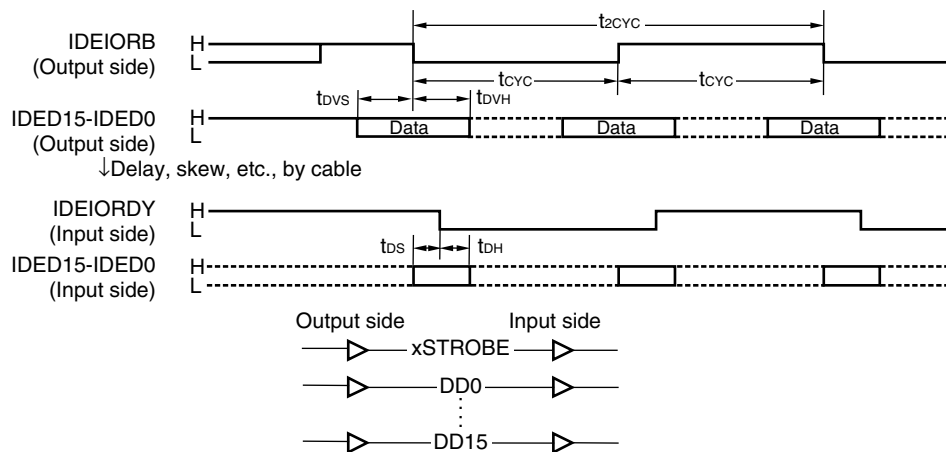 t2CYC
IDEIORB
(Output side)
H
L
tCYC
tCYC
tDVS
tDVH
IDED15-IDED0
(Output side)
H
L
Data
Data
Data
↓Delay, skew, etc., by cable
IDEIORDY
(Input side)
H
L
tDS
tDH
IDED15-IDED0
(Input side)
H
L
Output side
Input side
xSTROBE
DD0
DD15